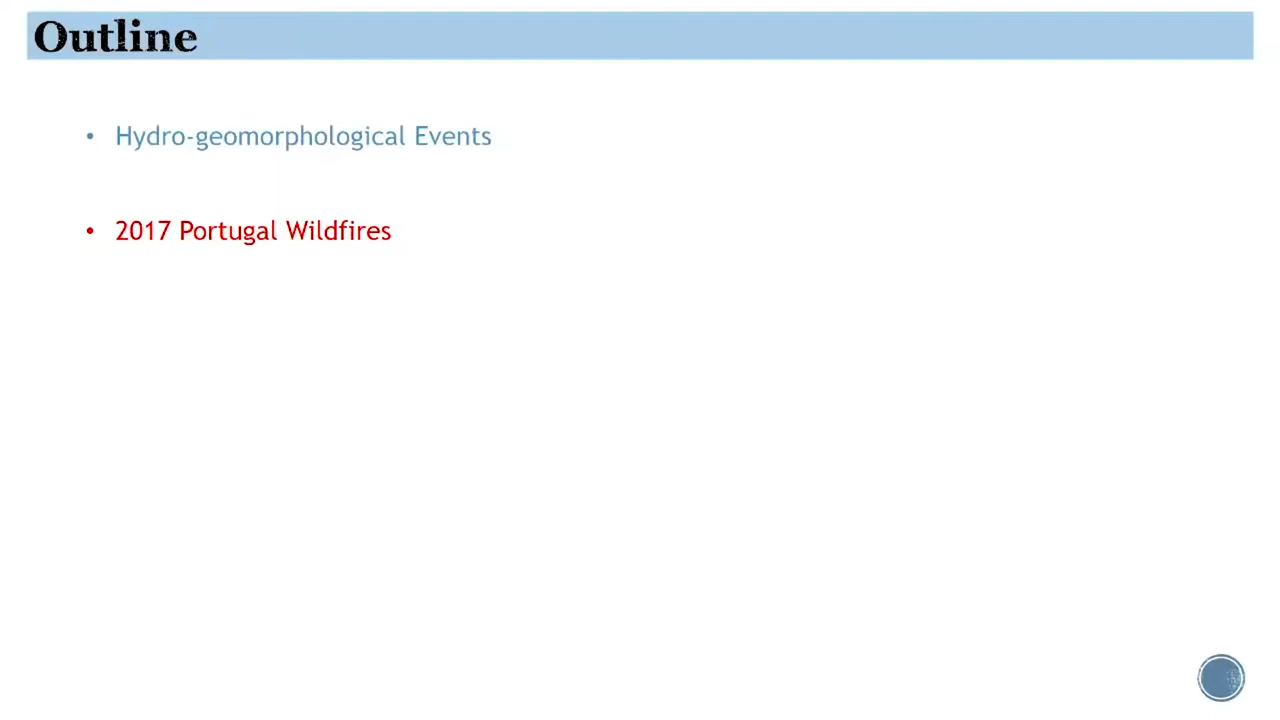 Outline
• Hydro-geomorphological Events
• 2017 Portugal Wildfires